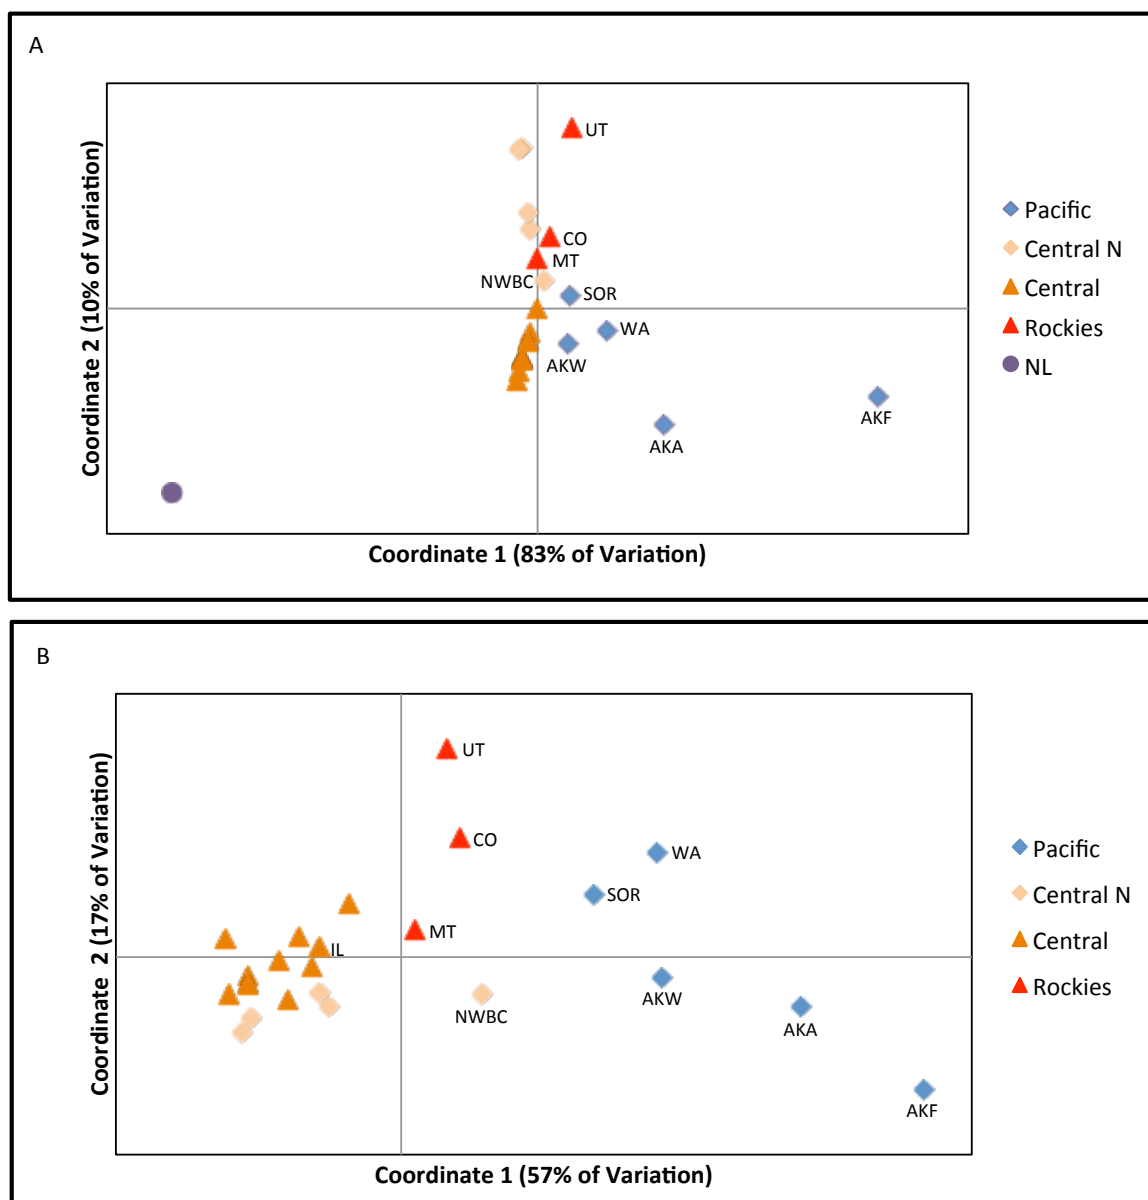 A
UT
CO
MT
NWBC
SOR
WA
AKW
AKF
AKA
Coordinate 2 (10% of Variation)
Coordinate 1 (83% of Variation)
Pacific
Central N
Central
Rockies
NL
B
UT
CO
WA
SOR
MT
IL
AKW
NWBC
AKA
AKF
Coordinate 2 (17% of Variation)
Coordinate 1 (57% of Variation)
Pacific
Central N
Central
Rockies